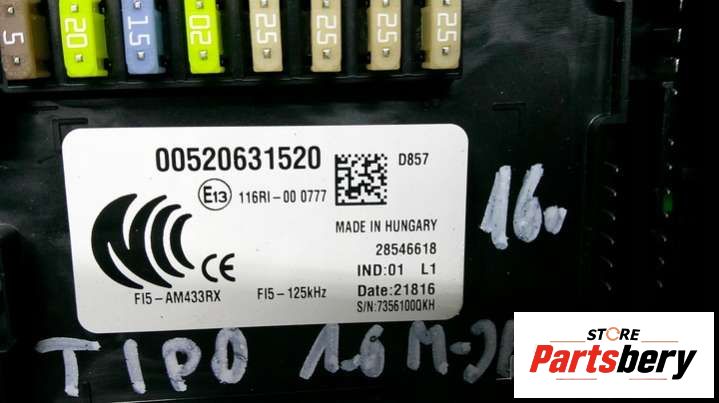 5 20 15 20 25 25 25 25
00520631520 D857
E13 116RI-00 0777
MADE IN HUNGARY
28546618
IND:01 L1
CE
FI5-AM433RX FI5-125kHz Date:21816
S/N:7356100QKH
16.
TIPO 1.6 M-J
STORE
Partsbery